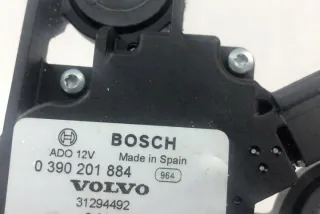 BOSCH
ADO 12V Made in Spain
0 390 201 884 964
VOLVO
31294492